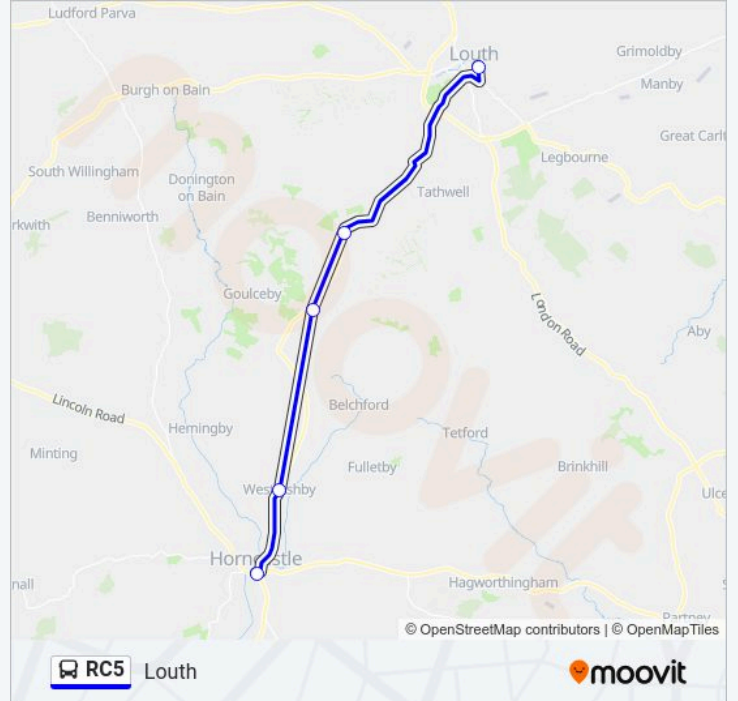 Ludford Parva
Louth
Grimoldby
Burgh on Bain
Manby
Great Carlt
South Willingham
Donington
on Bain
Legbourne
Tathwell
Benniworth
rkwith
Goulceby
London Road
Aby
Lincoln Road
Belchford
Hemingby
Tetford
Minting
Fulletby
Brinkhill
West Ashby
Ulce
Horncastle
nall
Hagworthingham
Partney
© OpenStreetMap contributors | © OpenMapTiles
RC5 Louth
moovit